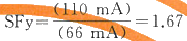 SFy= (110 mA) / (66 mA) = 1.67